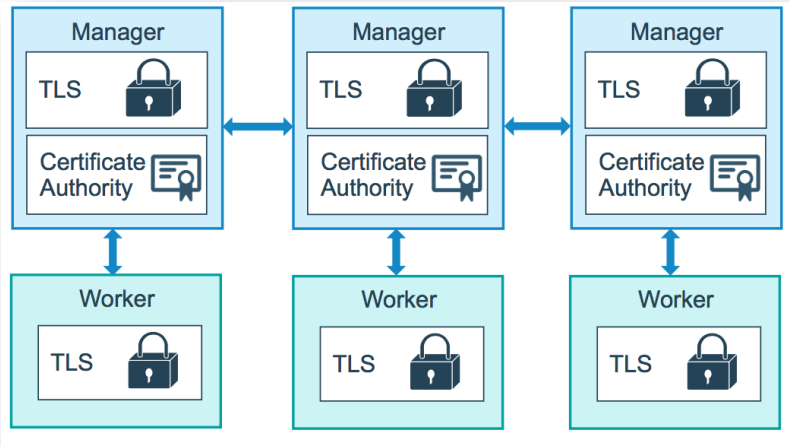 Manager
TLS
Certificate
Authority
Manager
TLS
Certificate
Authority
Manager
TLS
Certificate
Authority
Worker
TLS
Worker
TLS
Worker
TLS